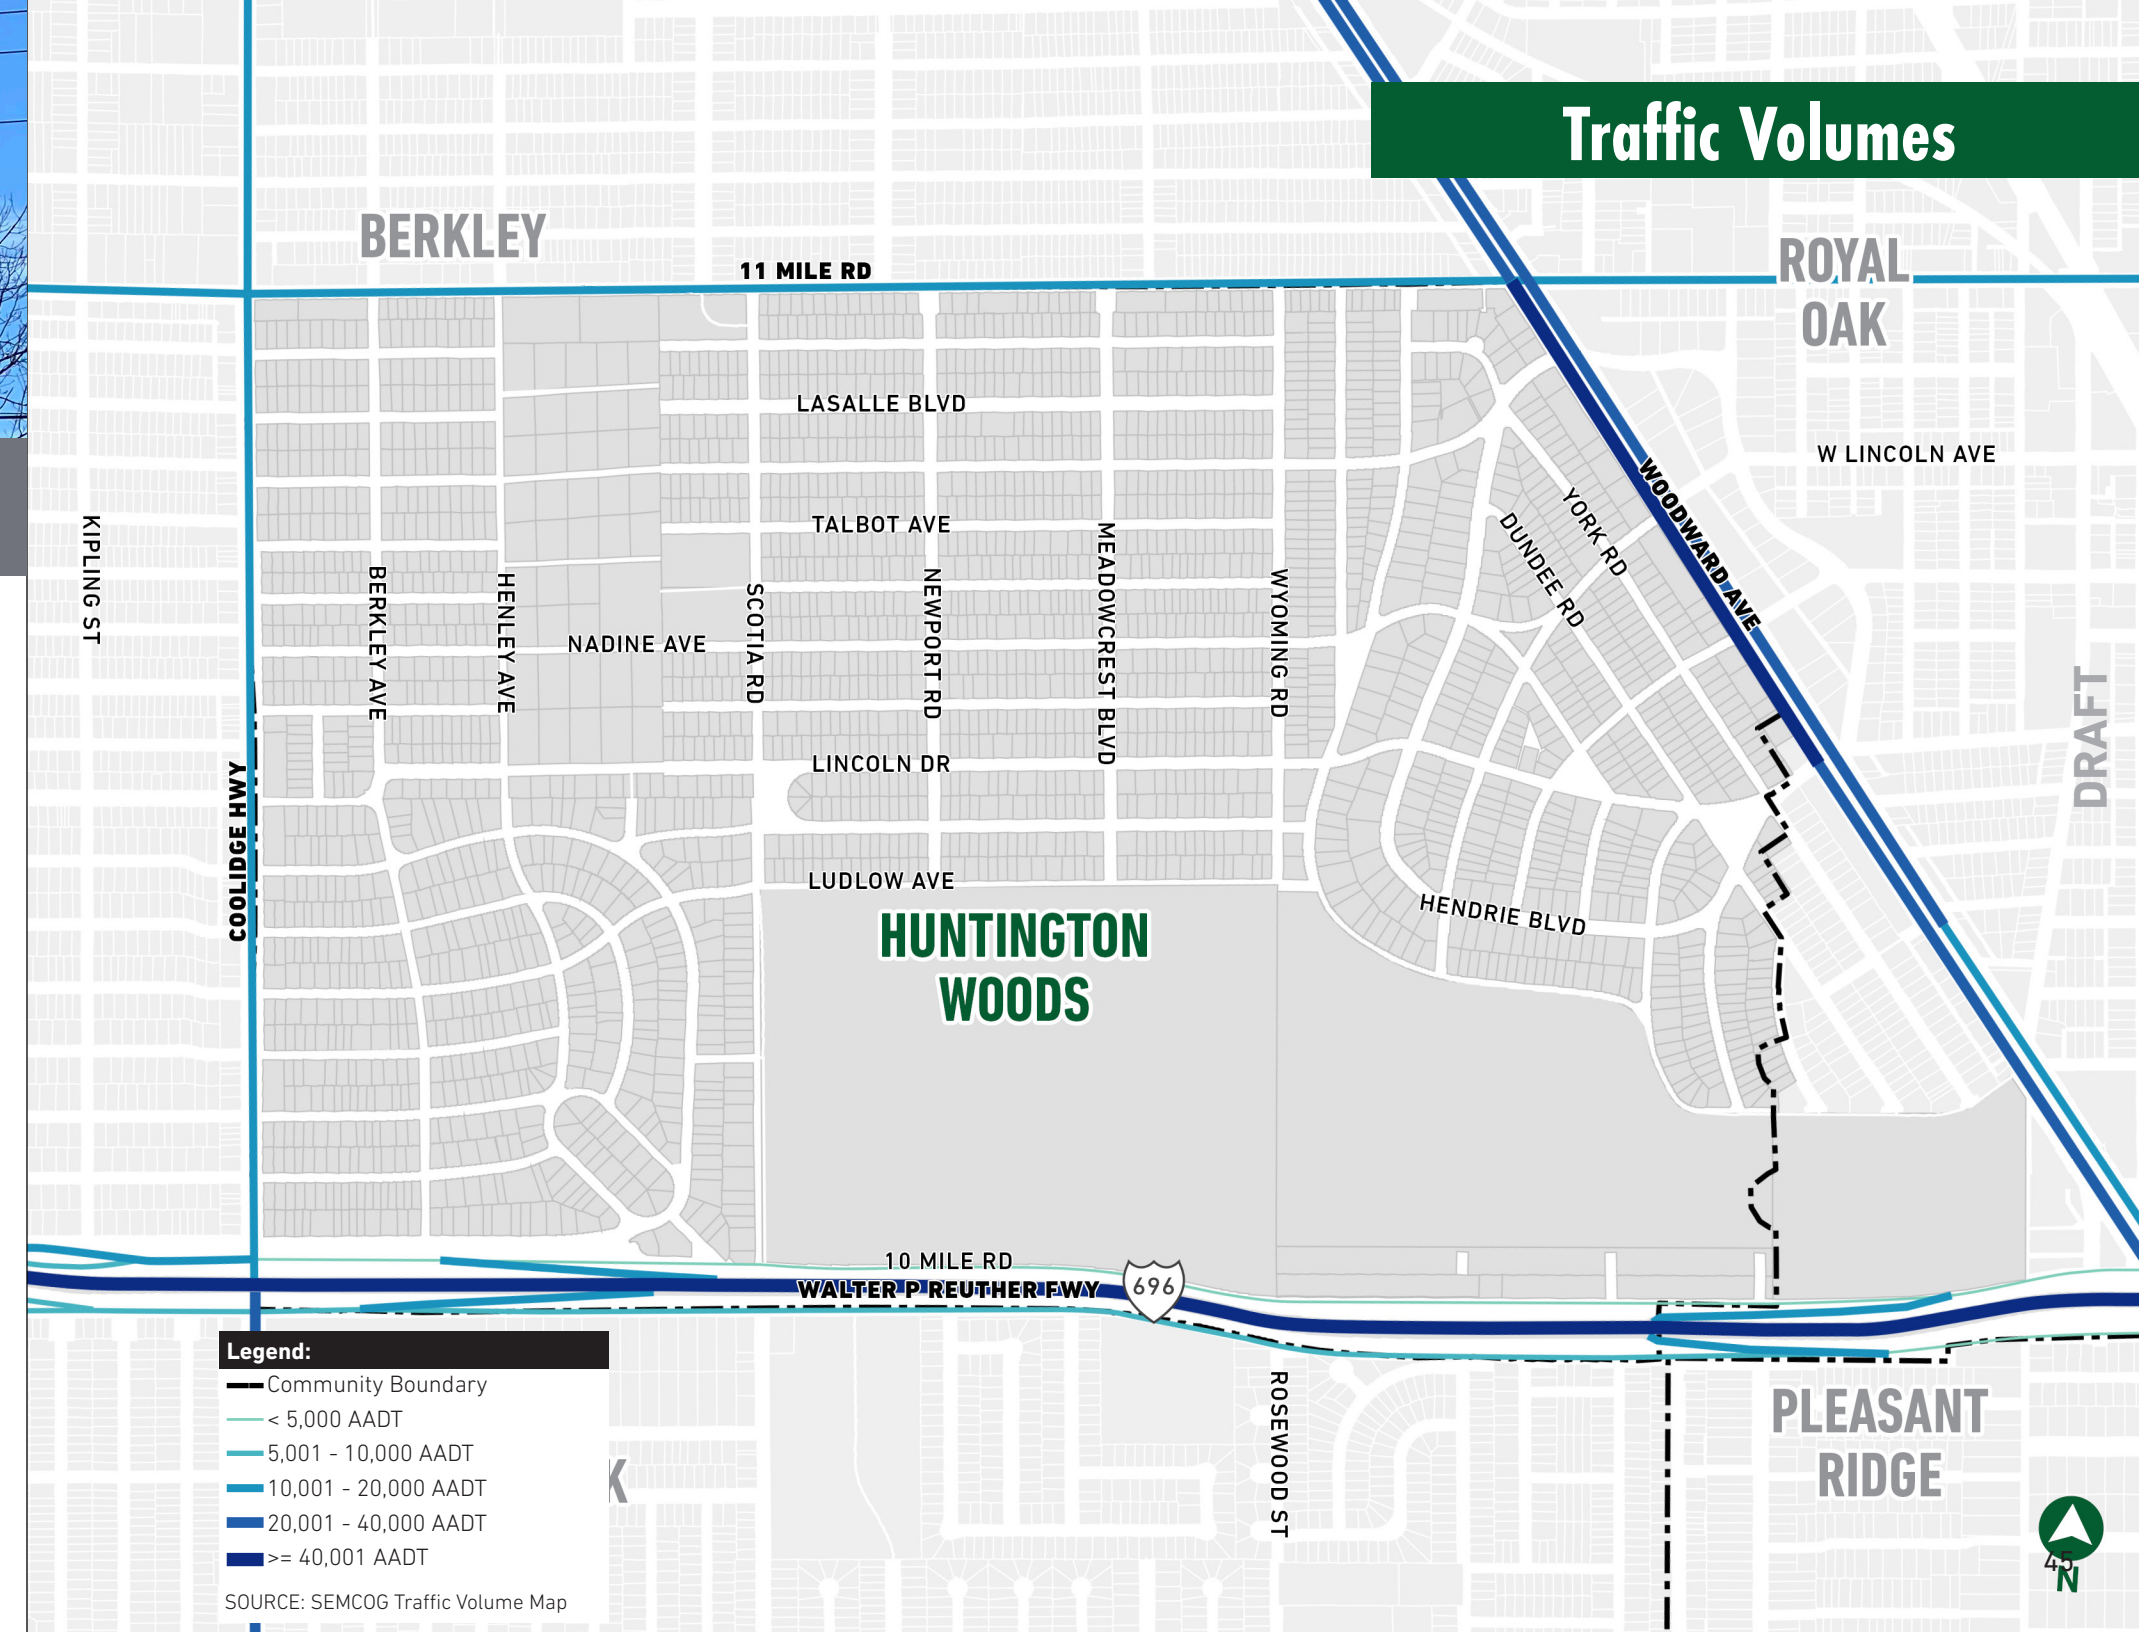 Traffic Volumes
BERKLEY
ROYAL
OAK
11 MILE RD
LASALLE BLVD
W LINCOLN AVE
WOODWARD AVE
YORK RD
DUNDEE RD
TALBOT AVE
KIPLING ST
BERKLEY AVE
HENLEY AVE
NADINE AVE
SCOTIA RD
NEWPORT RD
MEADOWCREST BLVD
WYOMING RD
DRAFT
LINCOLN DR
COOLIDGE HWY
LUDLOW AVE
HENDRIE BLVD
HUNTINGTON
WOODS
10 MILE RD
WALTER P REUTHER FWY
696
ROSEWOOD ST
PLEASANT
RIDGE
K
Legend:
Community Boundary
< 5,000 AADT
5,001 - 10,000 AADT
10,001 - 20,000 AADT
20,001 - 40,000 AADT
>= 40,001 AADT
SOURCE: SEMCOG Traffic Volume Map
45
N